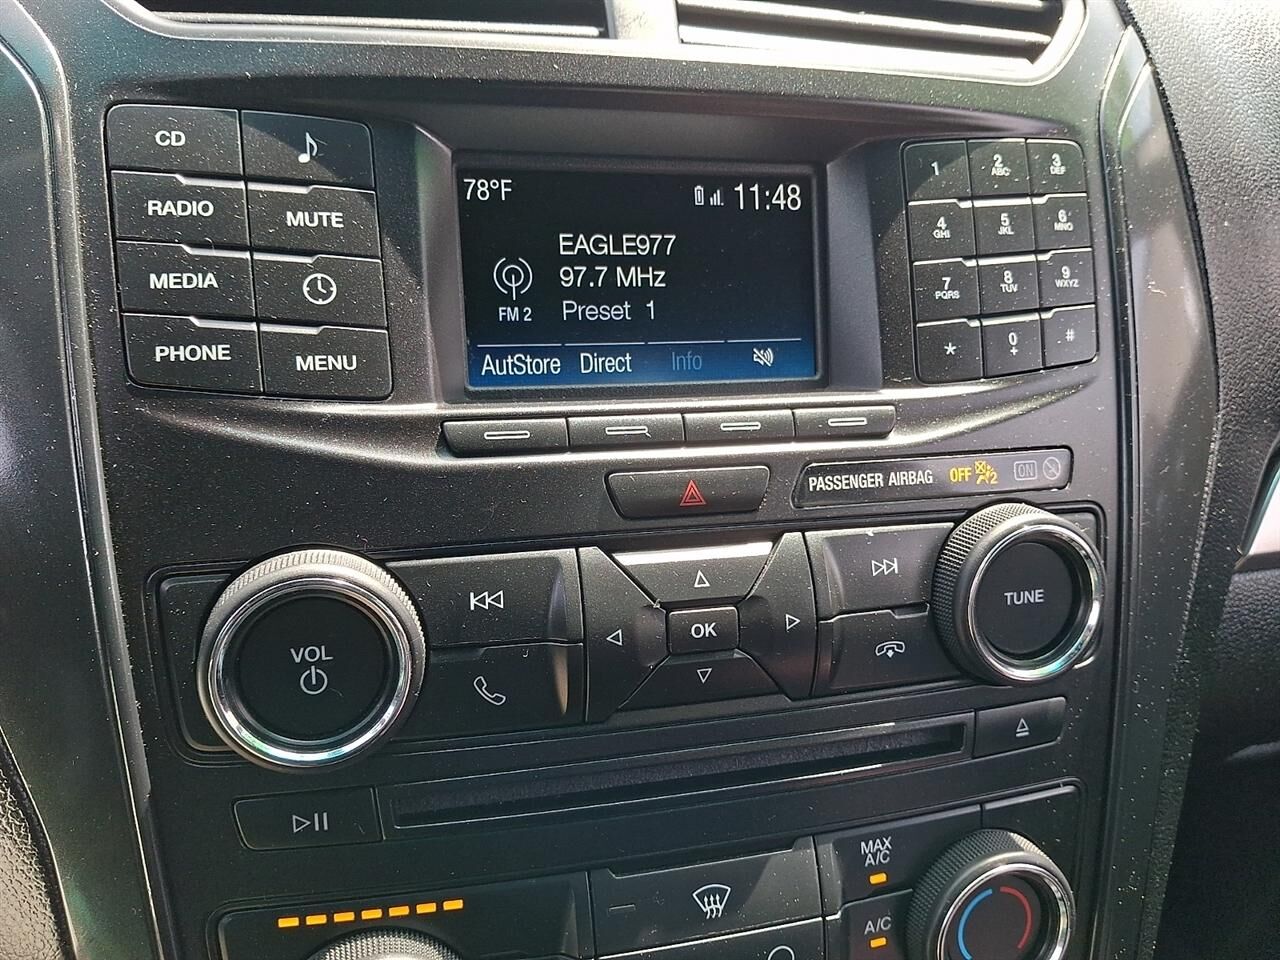 CD
RADIO
MUTE
MEDIA
PHONE
MENU
78°F
11:48
EAGLE977
97.7 MHz
FM 2
Preset 1
AutStore Direct Info
1
2
ABC
3
DEF
4
GHI
5
JKL
6
MNO
7
PQRS
8
TUV
9
WXYZ
*
0
+
#
PASSENGER AIRBAG OFF ON
VOL
OK
TUNE
MAX
A/C
A/C